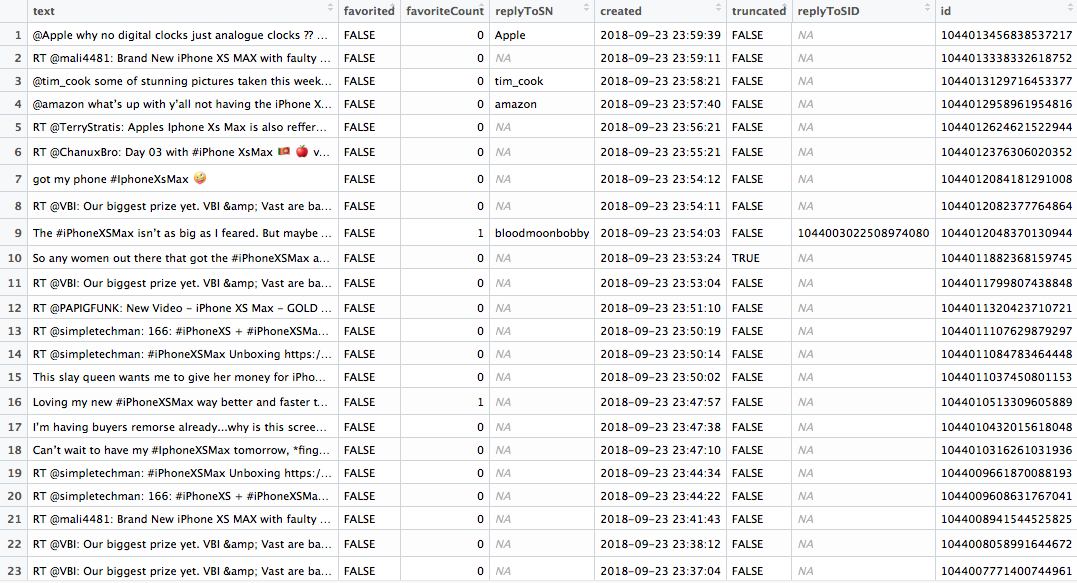 text favorited favoriteCount replyToSN created truncated replyToSID id
1 @Apple why no digital clocks just analogue clocks ?? ... FALSE 0 Apple 2018-09-23 23:59:39 FALSE NA 1044013456838537217
2 RT @mali4481: Brand New iPhone XS MAX with faulty ... FALSE 0 NA 2018-09-23 23:59:11 FALSE NA 1044013338332618752
3 @tim_cook some of stunning pictures taken this week... FALSE 0 tim_cook 2018-09-23 23:58:21 FALSE NA 1044013129716453377
4 @amazon what's up with y'all not having the iPhone X... FALSE 0 amazon 2018-09-23 23:57:40 FALSE NA 1044012958961954816
5 RT @TerryStratis: Apples Iphone Xs Max is also reffer... FALSE 0 NA 2018-09-23 23:56:21 FALSE NA 1044012624621522944
6 RT @ChanuxBro: Day 03 with #iPhone XsMax 🇱🇰 🍎 v... FALSE 0 NA 2018-09-23 23:55:21 FALSE NA 1044012376306020352
7 got my phone #IphoneXsMax 🤪 FALSE 0 NA 2018-09-23 23:54:12 FALSE NA 1044012084181291008
8 RT @VBI: Our biggest prize yet. VBI &amp; Vast are ba... FALSE 0 NA 2018-09-23 23:54:11 FALSE NA 1044012082377764864
9 The #iPhoneXSMax isn't as big as I feared. But maybe ... FALSE 1 bloodmoonbobby 2018-09-23 23:54:03 FALSE 1044003022508974080 1044012048370130944
10 So any women out there that got the #iPhoneXSMax a... FALSE 0 NA 2018-09-23 23:53:24 TRUE NA 1044011882368159745
11 RT @VBI: Our biggest prize yet. VBI &amp; Vast are ba... FALSE 0 NA 2018-09-23 23:53:04 FALSE NA 1044011799807438848
12 RT @PAPIGFUNK: New Video – iPhone XS Max – GOLD ... FALSE 0 NA 2018-09-23 23:51:10 FALSE NA 1044011320423710721
13 RT @simpletechman: 166: #iPhoneXS + #iPhoneXSMa... FALSE 0 NA 2018-09-23 23:50:19 FALSE NA 1044011107629879297
14 RT @simpletechman: #iPhoneXSMax Unboxing https:/... FALSE 0 NA 2018-09-23 23:50:14 FALSE NA 1044011084783464448
15 This slay queen wants me to give her money for iPho... FALSE 0 NA 2018-09-23 23:50:02 FALSE NA 1044011037450801153
16 Loving my new #iPhoneXSMax way better and faster t... FALSE 1 NA 2018-09-23 23:47:57 FALSE NA 1044010513309605889
17 I'm having buyers remorse already...why is this scree... FALSE 0 NA 2018-09-23 23:47:38 FALSE NA 1044010432015618048
18 Can't wait to have my #IphoneXSMax tomorrow, *fing... FALSE 0 NA 2018-09-23 23:47:10 FALSE NA 1044010316261031936
19 RT @simpletechman: #iPhoneXSMax Unboxing https:/... FALSE 0 NA 2018-09-23 23:44:34 FALSE NA 1044009661870088193
20 RT @simpletechman: 166: #iPhoneXS + #iPhoneXSMa... FALSE 0 NA 2018-09-23 23:44:22 FALSE NA 1044009608631767041
21 RT @mali4481: Brand New iPhone XS MAX with faulty ... FALSE 0 NA 2018-09-23 23:41:43 FALSE NA 1044008941544525825
22 RT @VBI: Our biggest prize yet. VBI &amp; Vast are ba... FALSE 0 NA 2018-09-23 23:38:12 FALSE NA 1044008058991644672
23 RT @VBI: Our biggest prize yet. VBI &amp; Vast are ba... FALSE 0 NA 2018-09-23 23:37:04 FALSE NA 1044007771400744961